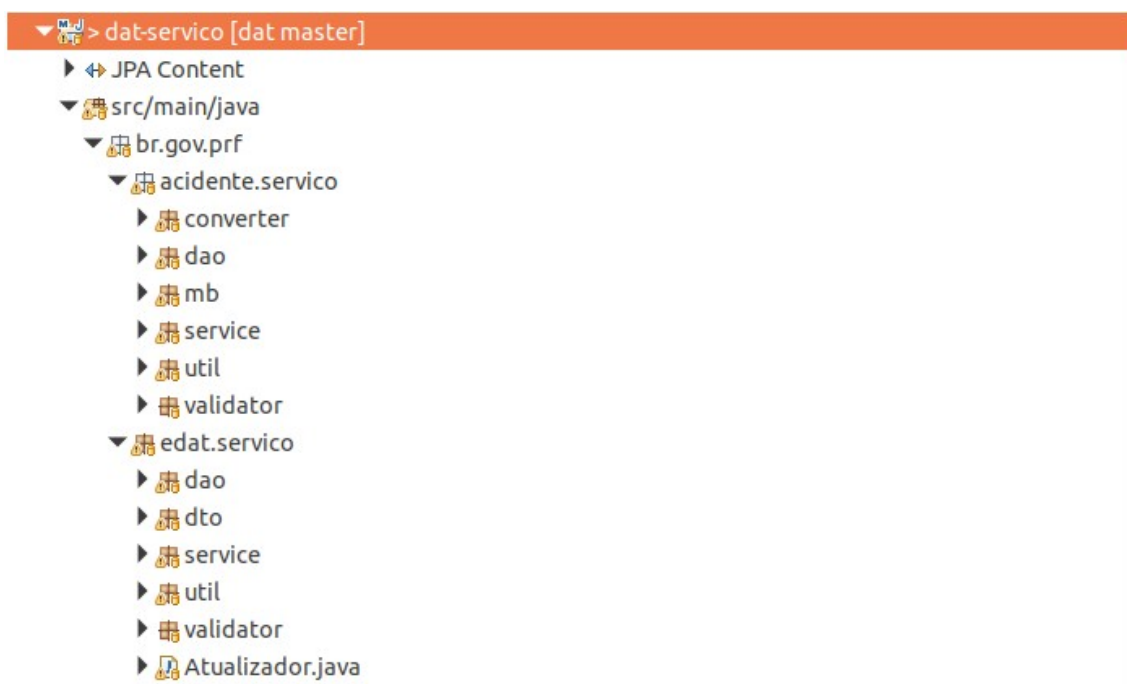 > dat-servico [dat master]
JPA Content
src/main/java
br.gov.prf
acidente.servico
converter
dao
mb
service
util
validator
edat.servico
dao
dto
service
util
validator
Atualizador.java